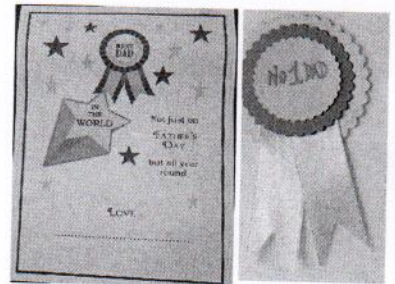 BEST
DAD
IN
THE
WORLD
Not just on
FATHER'S
DAY
but all year
round
LOVE
No 1 DAD